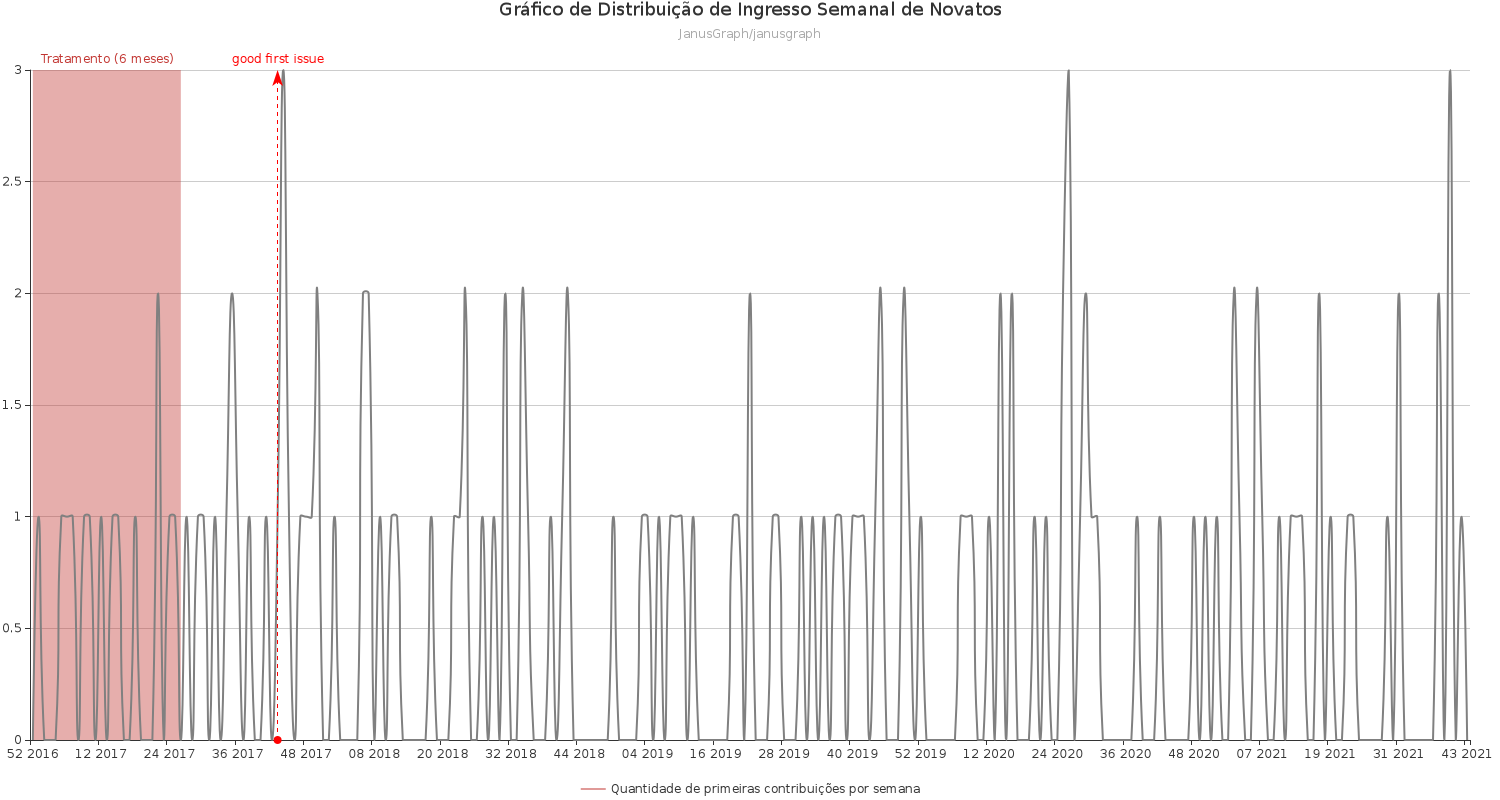 Gráfico de Distribuição de Ingresso Semanal de Novatos
JanusGraph/janusgraph
Tratamento (6 meses)
good first issue
3
2.5
2
1.5
1
0.5
0
52 2016 12 2017 24 2017 36 2017 48 2017 08 2018 20 2018 32 2018 44 2018 04 2019 16 2019 28 2019 40 2019 52 2019 12 2020 24 2020 36 2020 48 2020 07 2021 19 2021 31 2021 43 2021
Quantidade de primeiras contribuições por semana